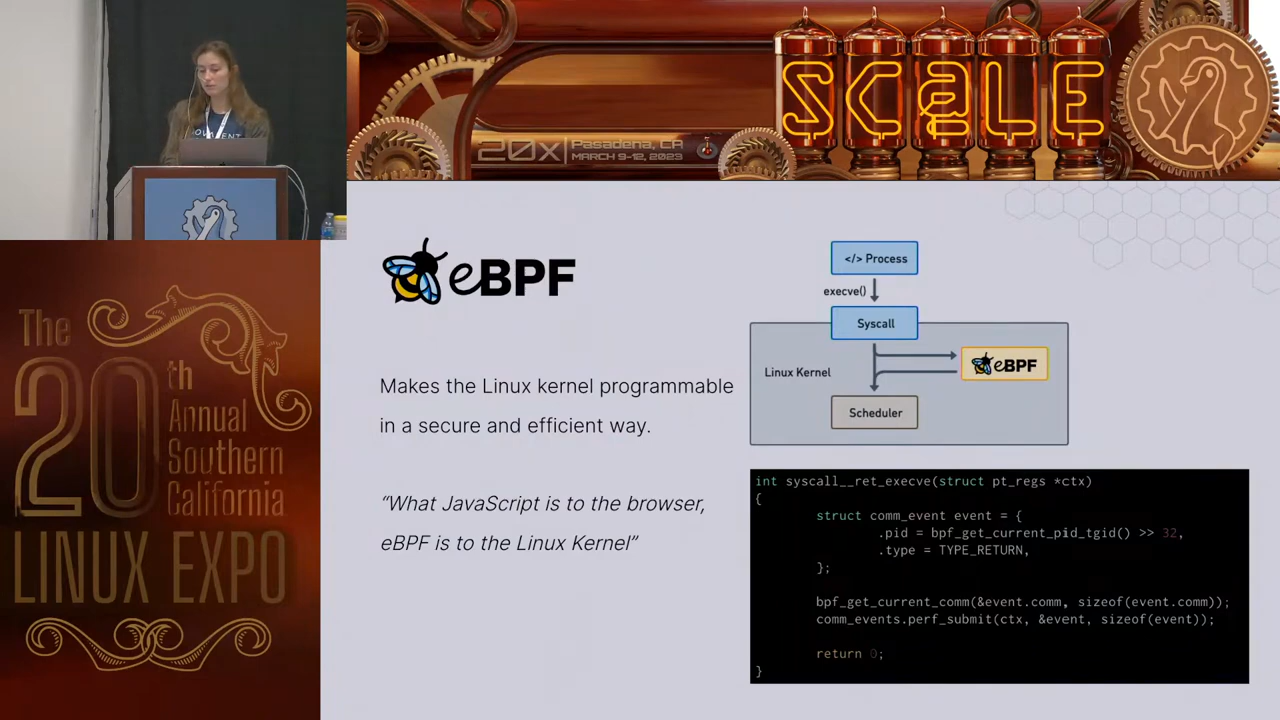 SCaLE
20x
Pasadena, CA
MARCH 9-12, 2023
The
20th
Annual
Southern
California
LINUX EXPO
eBPF
Makes the Linux kernel programmable
in a secure and efficient way.
“What JavaScript is to the browser,
eBPF is to the Linux Kernel”
</> Process
execve()
Syscall
Linux Kernel
eBPF
Scheduler
int syscall__ret_execve(struct pt_regs *ctx)
{
struct comm_event event = {
.pid = bpf_get_current_pid_tgid() >> 32,
.type = TYPE_RETURN,
};
bpf_get_current_comm(&event.comm, sizeof(event.comm));
comm_events.perf_submit(ctx, &event, sizeof(event));
return 0;
}